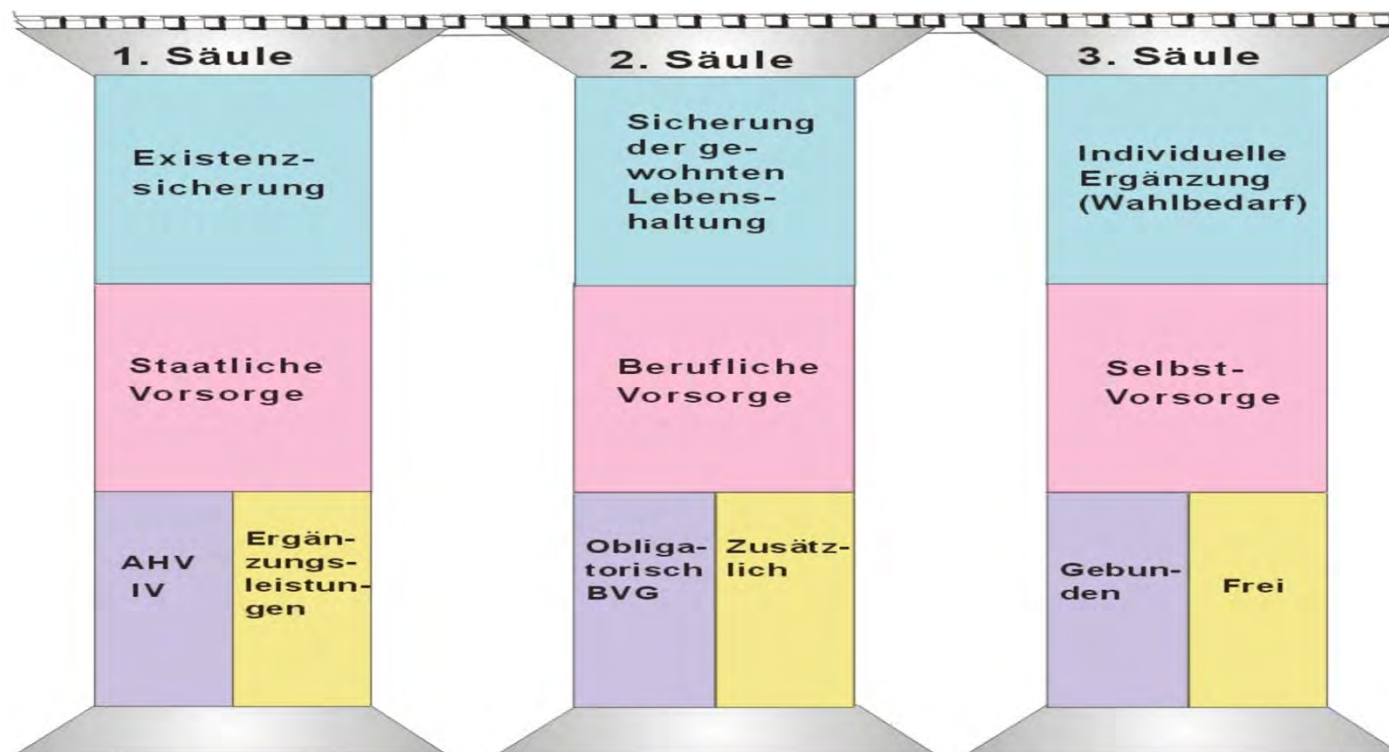 1. Säule
Existenz-
sicherung
Staatliche
Vorsorge
AHV
IV
Ergän-
zungs-
leistun-
gen
2. Säule
Sicherung
der ge-
wohnten
Lebens-
haltung
Berufliche
Vorsorge
Obliga-
torisch
BVG
Zusätz-
lich
3. Säule
Individuelle
Ergänzung
(Wahlbedarf)
Selbst-
Vorsorge
Gebun-
den
Frei